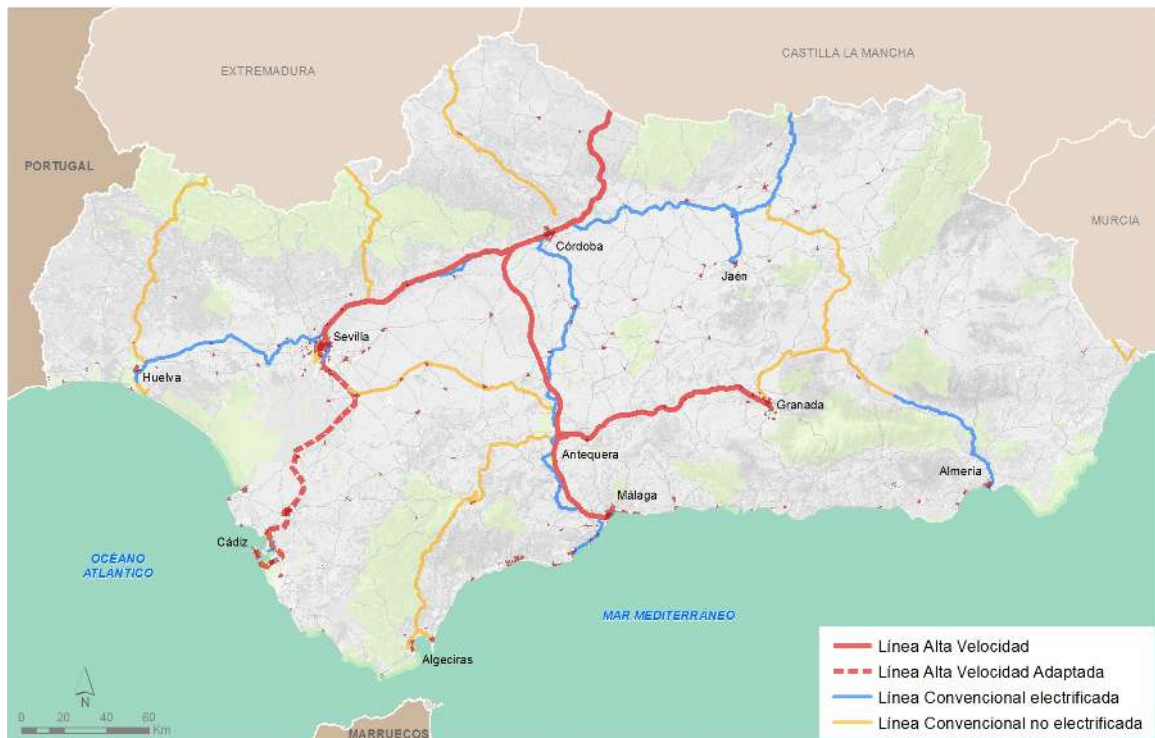 EXTREMADURA
CASTILLA LA MANCHA
PORTUGAL
MURCIA
Córdoba
Jaén
Sevilla
Huelva
Granada
Antequera
Almería
Málaga
Cádiz
OCÉANO
ATLANTICO
MAR MEDITERRÁNEO
Algeciras
MARRUECOS
N
0 20 40 60
Km
Línea Alta Velocidad
Línea Alta Velocidad Adaptada
Línea Convencional electrificada
Línea Convencional no electrificada